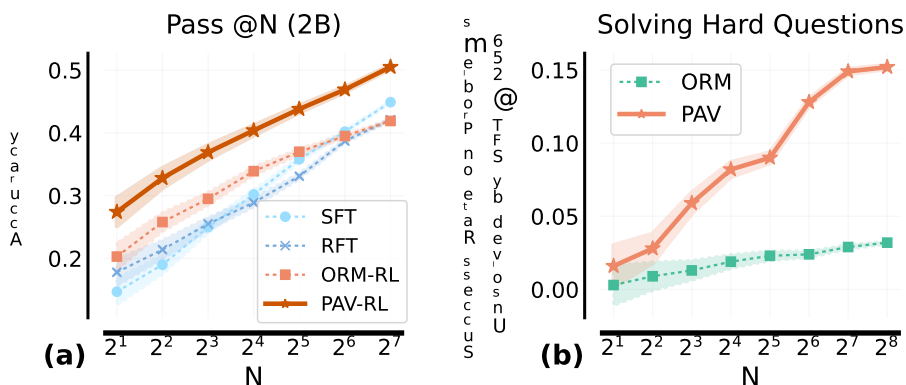 Pass @N (2B)
Accuracy
0.5
0.4
0.3
0.2
SFT
RFT
ORM-RL
PAV-RL
2^1 2^2 2^3 2^4 2^5 2^6 2^7
N
(a)
Solving Hard Questions
Success Rate on Problems
Unsolved by SFT @ 256
0.15
0.10
0.05
0.00
ORM
PAV
2^1 2^2 2^3 2^4 2^5 2^6 2^7 2^8
N
(b)